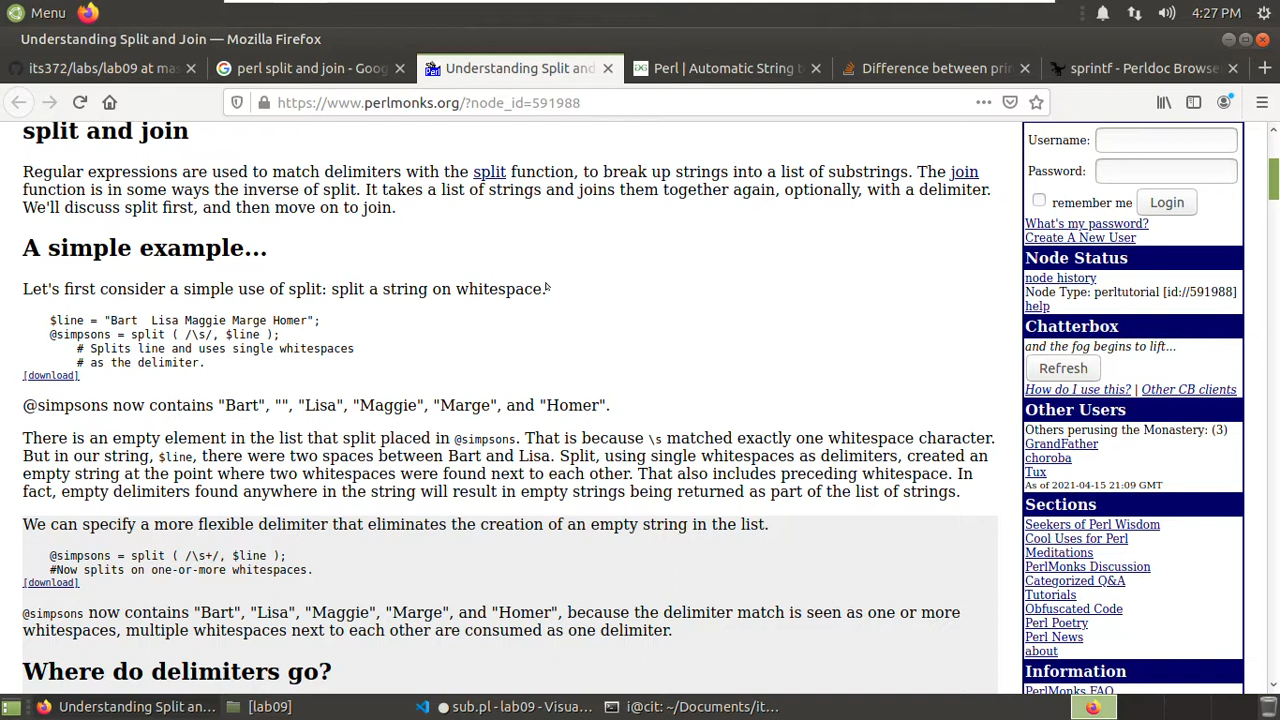 Menu
4:27 PM
Understanding Split and Join — Mozilla Firefox
its372/labs/lab09 at mas
perl split and join - Goog
Understanding Split and
Perl | Automatic String to
Difference between prin
sprintf - Perldoc Browse
https://www.perlmonks.org/?node_id=591988
split and join
Regular expressions are used to match delimiters with the split function, to break up strings into a list of substrings. The join
function is in some ways the inverse of split. It takes a list of strings and joins them together again, optionally, with a delimiter.
We'll discuss split first, and then move on to join.
A simple example...
Let's first consider a simple use of split: split a string on whitespace.
$line = "Bart  Lisa Maggie Marge Homer";
@simpsons = split ( /\s/, $line );
# Splits line and uses single whitespaces
# as the delimiter.
[download]
@simpsons now contains "Bart", "", "Lisa", "Maggie", "Marge", and "Homer".
There is an empty element in the list that split placed in @simpsons. That is because \s matched exactly one whitespace character.
But in our string, $line, there were two spaces between Bart and Lisa. Split, using single whitespaces as delimiters, created an
empty string at the point where two whitespaces were found next to each other. That also includes preceding whitespace. In
fact, empty delimiters found anywhere in the string will result in empty strings being returned as part of the list of strings.
We can specify a more flexible delimiter that eliminates the creation of an empty string in the list.
@simpsons = split ( /\s+/, $line );
#Now splits on one-or-more whitespaces.
[download]
@simpsons now contains "Bart", "Lisa", "Maggie", "Marge", and "Homer", because the delimiter match is seen as one or more
whitespaces, multiple whitespaces next to each other are consumed as one delimiter.
Where do delimiters go?
Username:
Password:
remember me Login
What's my password?
Create A New User
Node Status
node history
Node Type: perltutorial [id://591988]
help
Chatterbox
and the fog begins to lift...
Refresh
How do I use this? | Other CB clients
Other Users
Others perusing the Monastery: (3)
GrandFather
choroba
Tux
As of 2021-04-15 21:09 GMT
Sections
Seekers of Perl Wisdom
Cool Uses for Perl
Meditations
PerlMonks Discussion
Categorized Q&A
Tutorials
Obfuscated Code
Perl Poetry
Perl News
about
Information
PerlMonks FAQ
Understanding Split an...
[lab09]
● sub.pl - lab09 - Visua...
i@cit: ~/Documents/it...